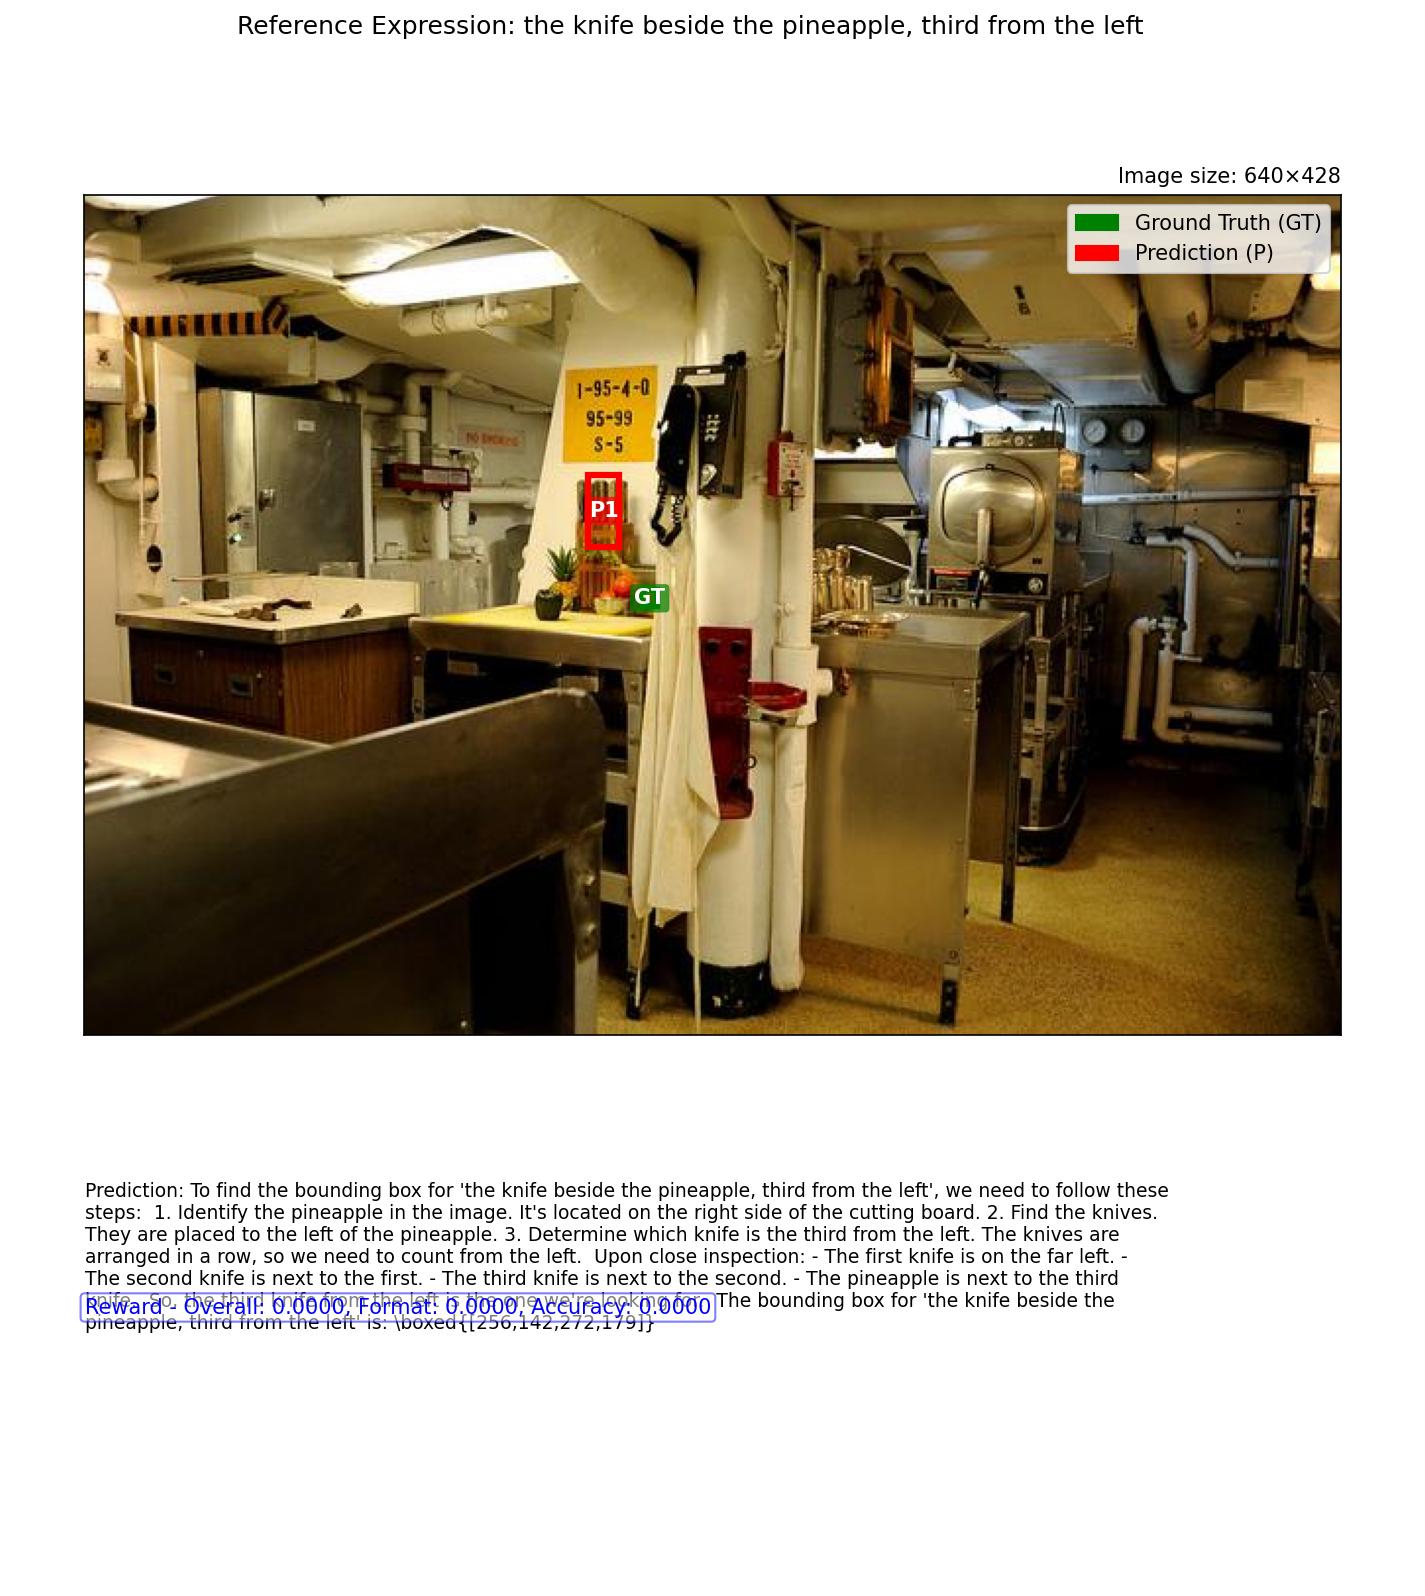 Reference Expression: the knife beside the pineapple, third from the left
Image size: 640×428
Ground Truth (GT)
Prediction (P)
1-95-4-0
95-99
S-5
NO SMOKING
P1
GT
Prediction: To find the bounding box for 'the knife beside the pineapple, third from the left', we need to follow these
steps:  1. Identify the pineapple in the image. It's located on the right side of the cutting board. 2. Find the knives.
They are placed to the left of the pineapple. 3. Determine which knife is the third from the left. The knives are
arranged in a row, so we need to count from the left.  Upon close inspection: - The first knife is on the far left. -
The second knife is next to the first. - The third knife is next to the second. - The pineapple is next to the third
knife.  So, the third knife from the left is the one we're looking for.  The bounding box for 'the knife beside the
Reward - Overall: 0.0000, Format: 0.0000, Accuracy: 0.0000
pineapple, third from the left' is: \boxed{[256,142,272,179]}